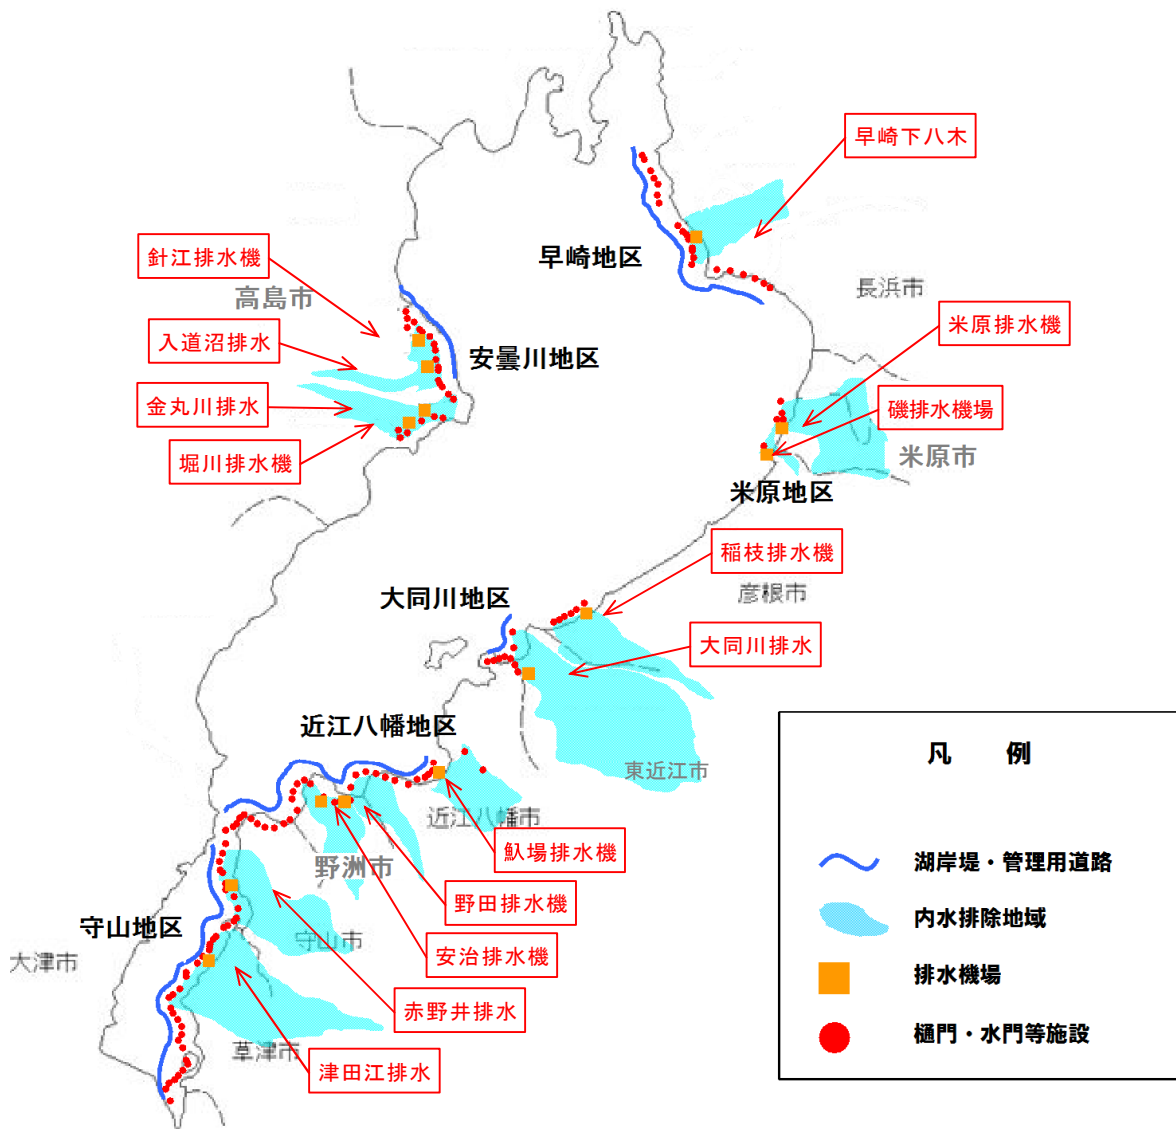 早崎下八木
早崎地区
針江排水機
高島市
長浜市
米原排水機
入道沼排水
安曇川地区
金丸川排水
磯排水機場
堀川排水機
米原市
米原地区
稲枝排水機
彦根市
大同川地区
大同川排水
近江八幡地区
東近江市
凡 例
近江八幡市
魞場排水機
野洲市
湖岸堤・管理用道路
野田排水機
内水排除地域
守山地区
守山市
安治排水機
大津市
排水機場
赤野井排水
樋門・水門等施設
草津市
津田江排水